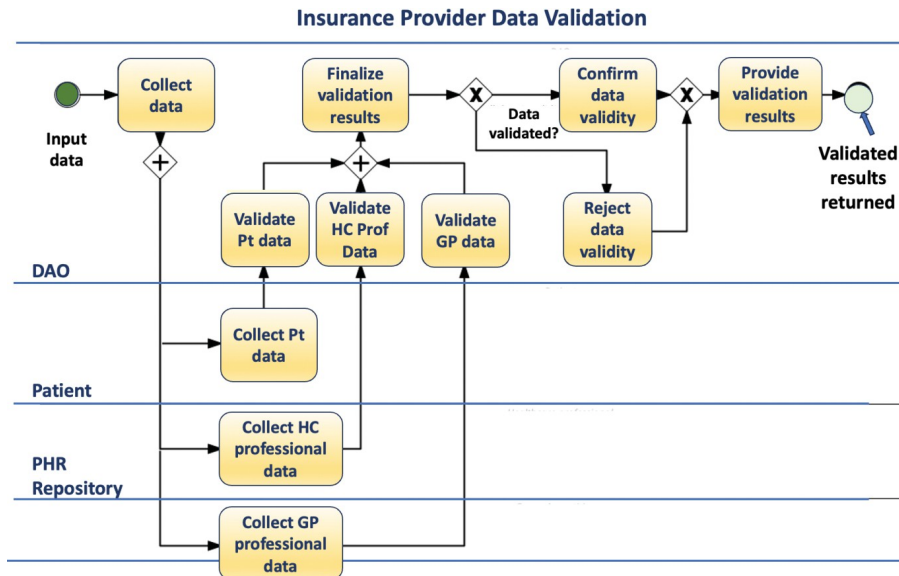 Insurance Provider Data Validation
Collect
data
Finalize
validation
results
X
Confirm
data
validity
X
Provide
validation
results
Input
data
+
+
Data
validated?
Validated
results
returned
Validate
Pt data
Validate
HC Prof
Data
Validate
GP data
Reject
data
validity
DAO
Collect Pt
data
Patient
Collect HC
professional
data
PHR
Repository
Collect GP
professional
data